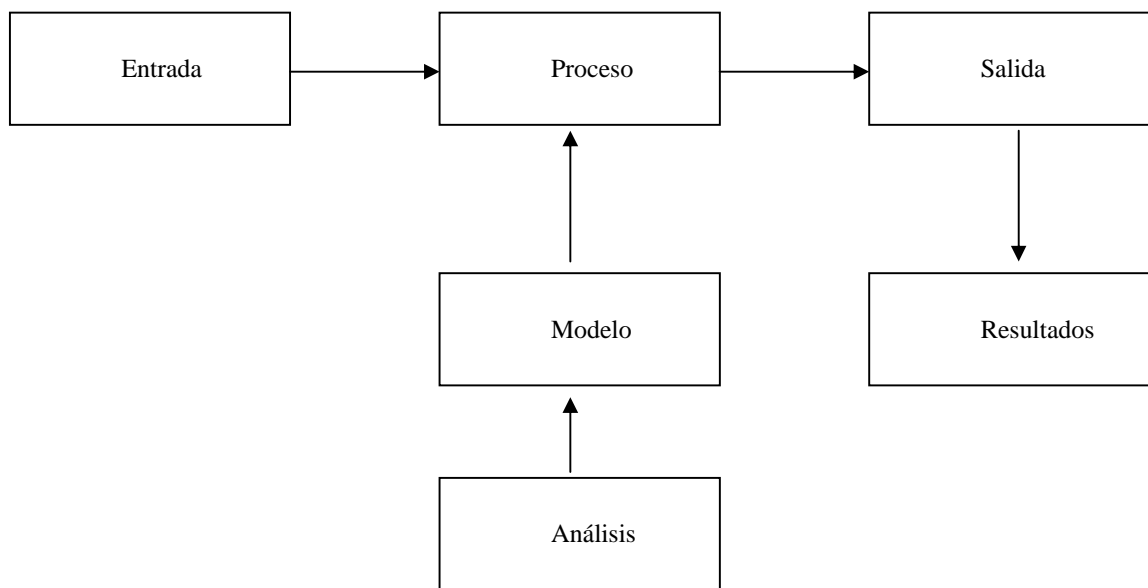 Entrada
Proceso
Salida
Modelo
Resultados
Análisis